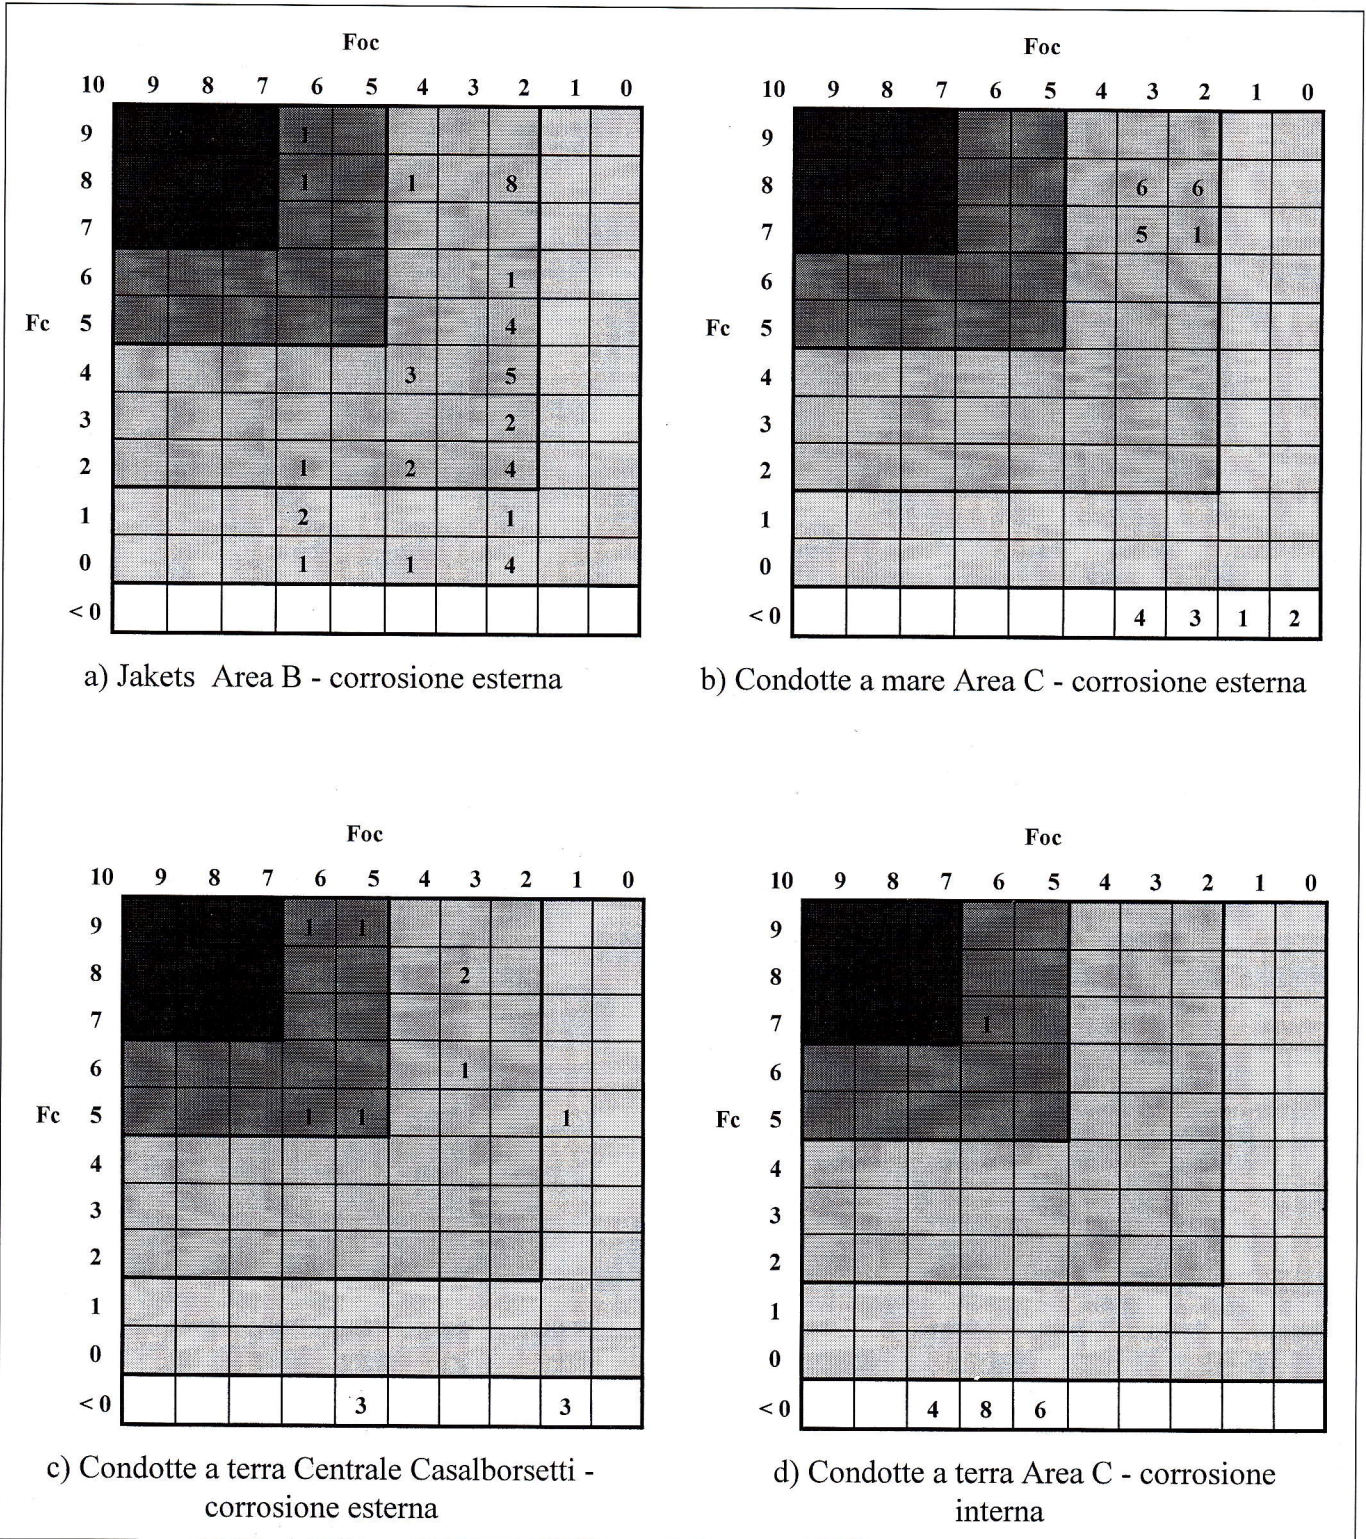 Foc
10 9 8 7 6 5 4 3 2 1 0
9 1
8 1 1 8
7
6 1
Fc 5 4
4 3 5
3 2
2 1 2 4
1 2 1
0 1 1 4
< 0
a) Jakets Area B - corrosione esterna
Foc
10 9 8 7 6 5 4 3 2 1 0
9
8 6 6
7 5 1
6
Fc 5
4
3
2
1
0
< 0 4 3 1 2
b) Condotte a mare Area C - corrosione esterna
Foc
10 9 8 7 6 5 4 3 2 1 0
9 1 1
8 2
7
6 1
Fc 5 1 1 1
4
3
2
1
0
< 0 3 3
c) Condotte a terra Centrale Casalborsetti -
corrosione esterna
Foc
10 9 8 7 6 5 4 3 2 1 0
9
8
7 1
6
Fc 5
4
3
2
1
0
< 0 4 8 6
d) Condotte a terra Area C - corrosione
interna